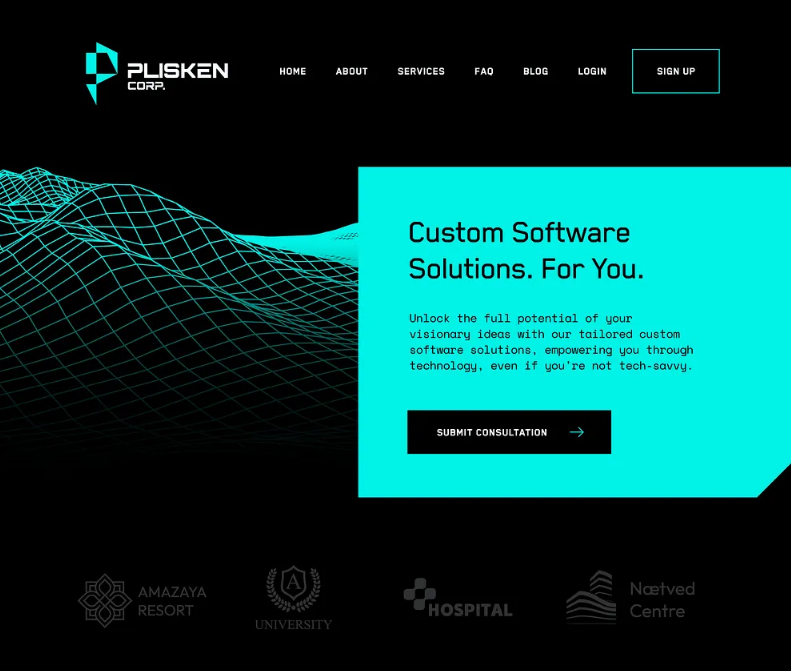 PLISKEN
CORP.
HOME ABOUT SERVICES FAQ BLOG LOGIN SIGN UP
Custom Software
Solutions. For You.
Unlock the full potential of your
visionary ideas with our tailored custom
software solutions, empowering you through
technology, even if you're not tech-savvy.
SUBMIT CONSULTATION
AMAZAYA
RESORT
A
UNIVERSITY
HOSPITAL
Nætved
Centre